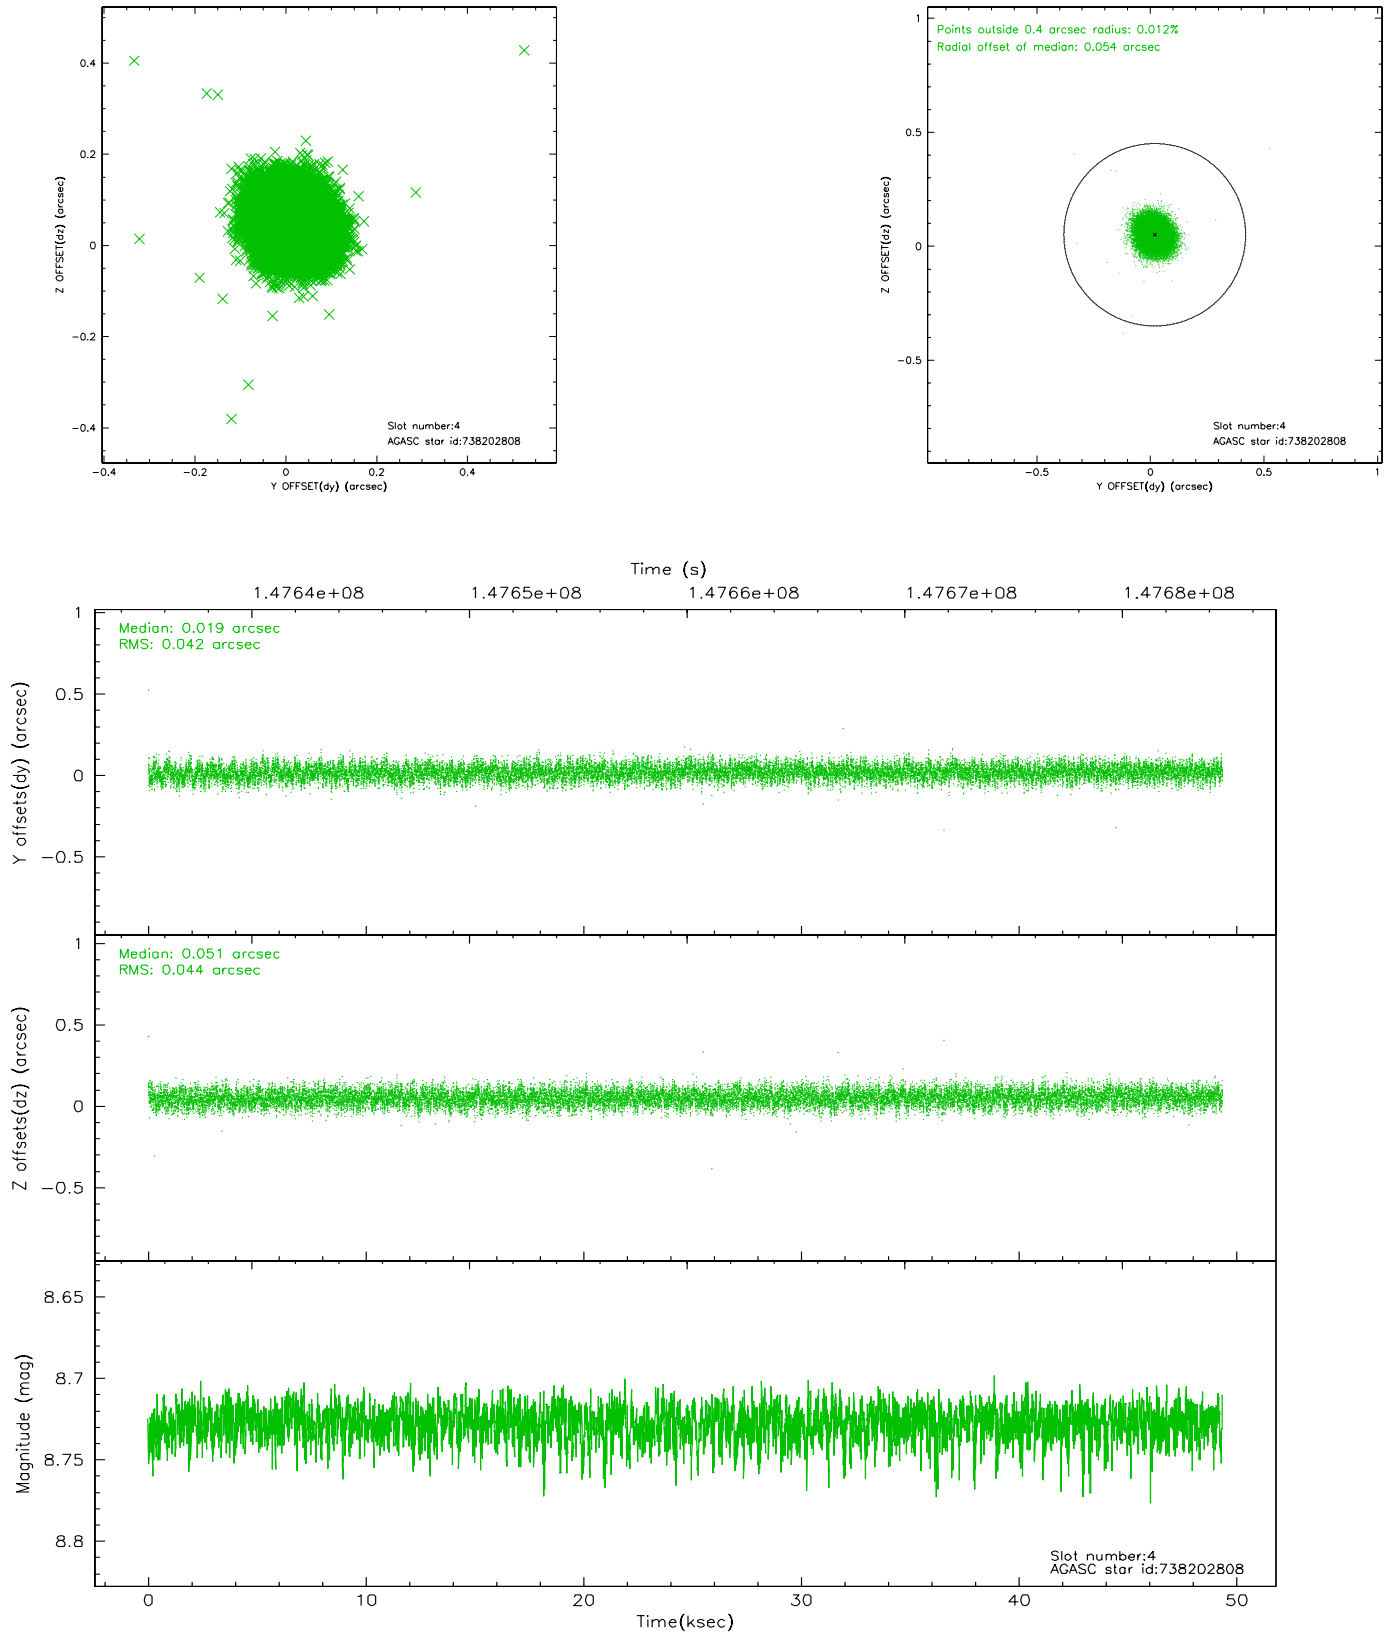 0.4
0.2
0
−0.2
−0.4
Z OFFSET(dz) (arcsec)
Slot number:4
AGASC star id:738202808
−0.4
−0.2
0
0.2
0.4
Y OFFSET(dy) (arcsec)
1
0.5
0
−0.5
Z OFFSET(dz) (arcsec)
Points outside 0.4 arcsec radius: 0.012%
Radial offset of median: 0.054 arcsec
Slot number:4
AGASC star id:738202808
−0.5
0
0.5
1
Y OFFSET(dy) (arcsec)
Time (s)
1.4764e+08
1.4765e+08
1.4766e+08
1.4767e+08
1.4768e+08
Median: 0.019 arcsec
RMS: 0.042 arcsec
1
0.5
0
−0.5
Y offsets(dy) (arcsec)
Median: 0.051 arcsec
RMS: 0.044 arcsec
1
0.5
0
−0.5
Z offsets(dz) (arcsec)
8.65
8.7
8.75
8.8
Magnitude (mag)
Slot number:4
AGASC star id:738202808
0
10
20
30
40
50
Time(ksec)